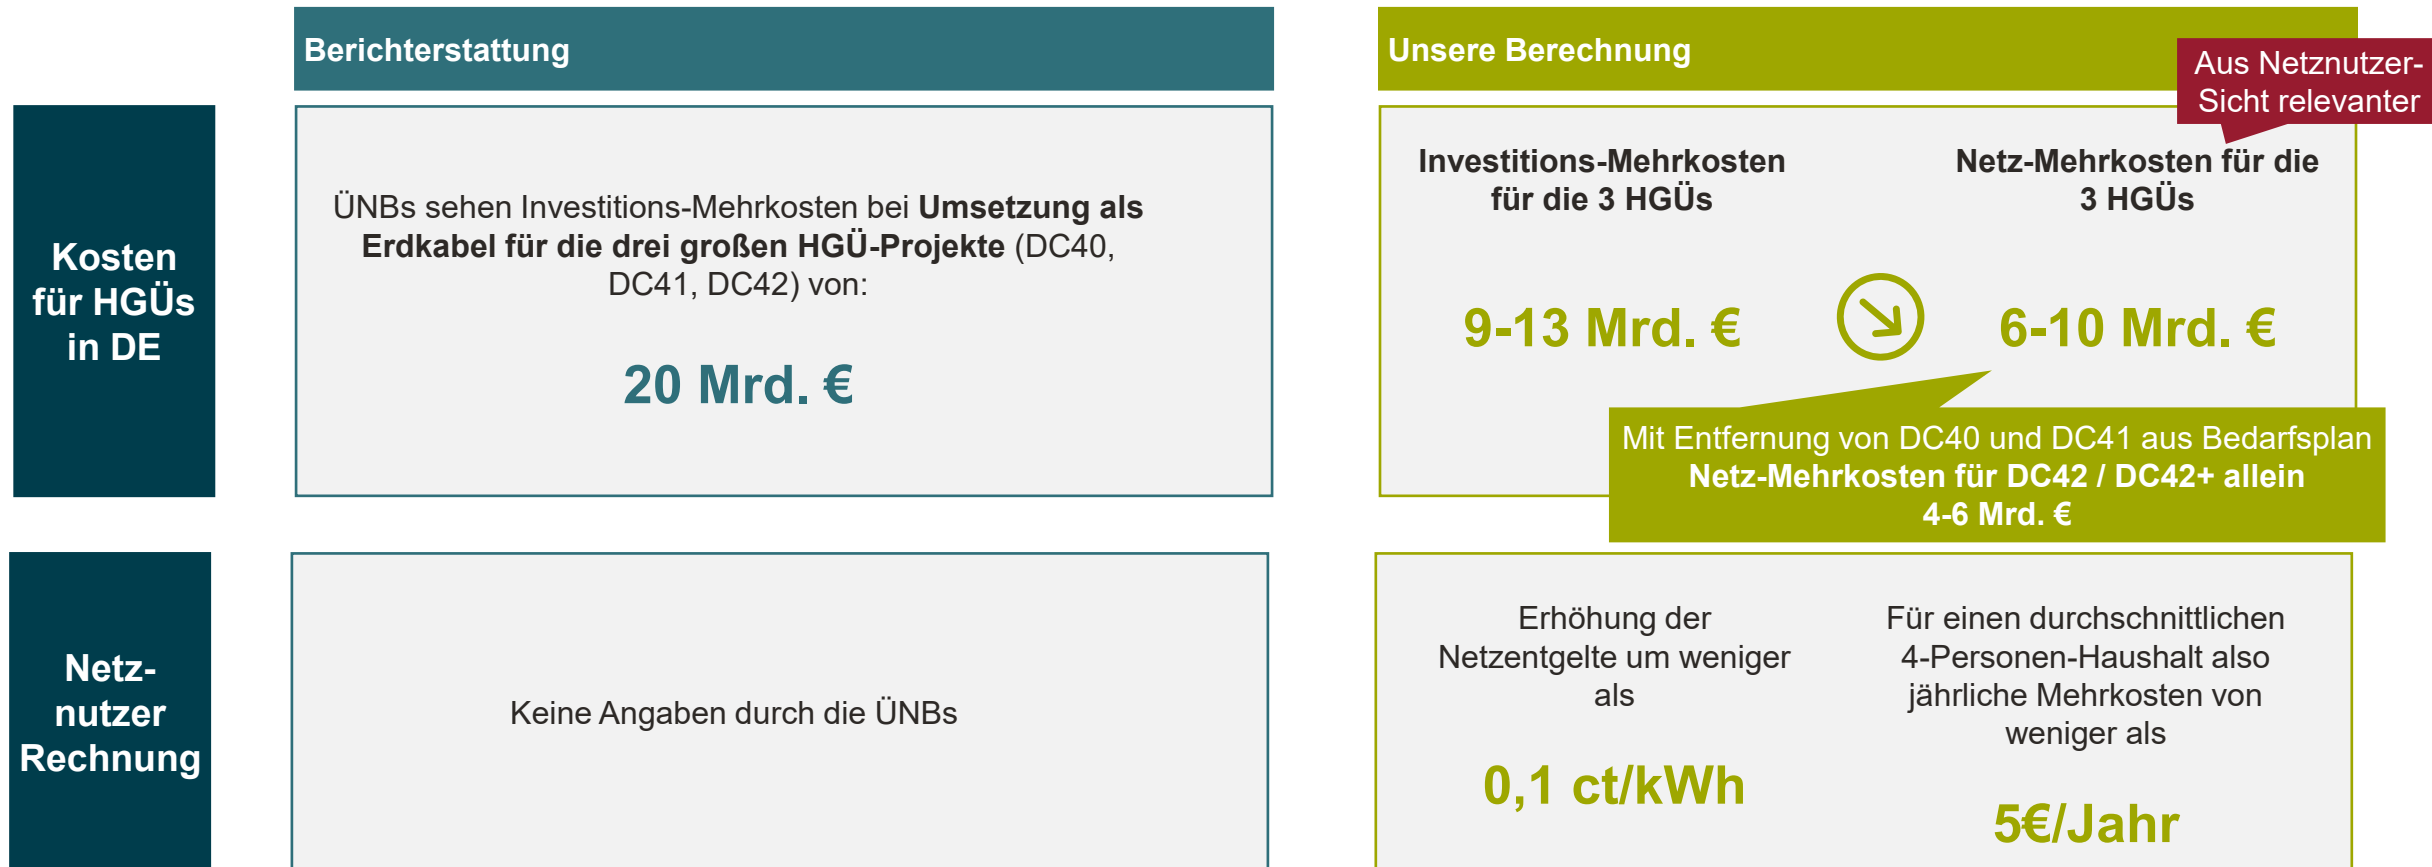 Berichterstattung
Unsere Berechnung
Aus Netznutzer-
Sicht relevanter
Kosten
für HGÜs
in DE
ÜNBs sehen Investitions-Mehrkosten bei Umsetzung als
Erdkabel für die drei großen HGÜ-Projekte (DC40,
DC41, DC42) von:
20 Mrd. €
Investitions-Mehrkosten
für die 3 HGÜs
9-13 Mrd. €
Netz-Mehrkosten für die
3 HGÜs
6-10 Mrd. €
Mit Entfernung von DC40 und DC41 aus Bedarfsplan
Netz-Mehrkosten für DC42 / DC42+ allein
4-6 Mrd. €
Netz-
nutzer
Rechnung
Keine Angaben durch die ÜNBs
Erhöhung der
Netzentgelte um weniger
als
0,1 ct/kWh
Für einen durchschnittlichen
4-Personen-Haushalt also
jährliche Mehrkosten von
weniger als
5€/Jahr